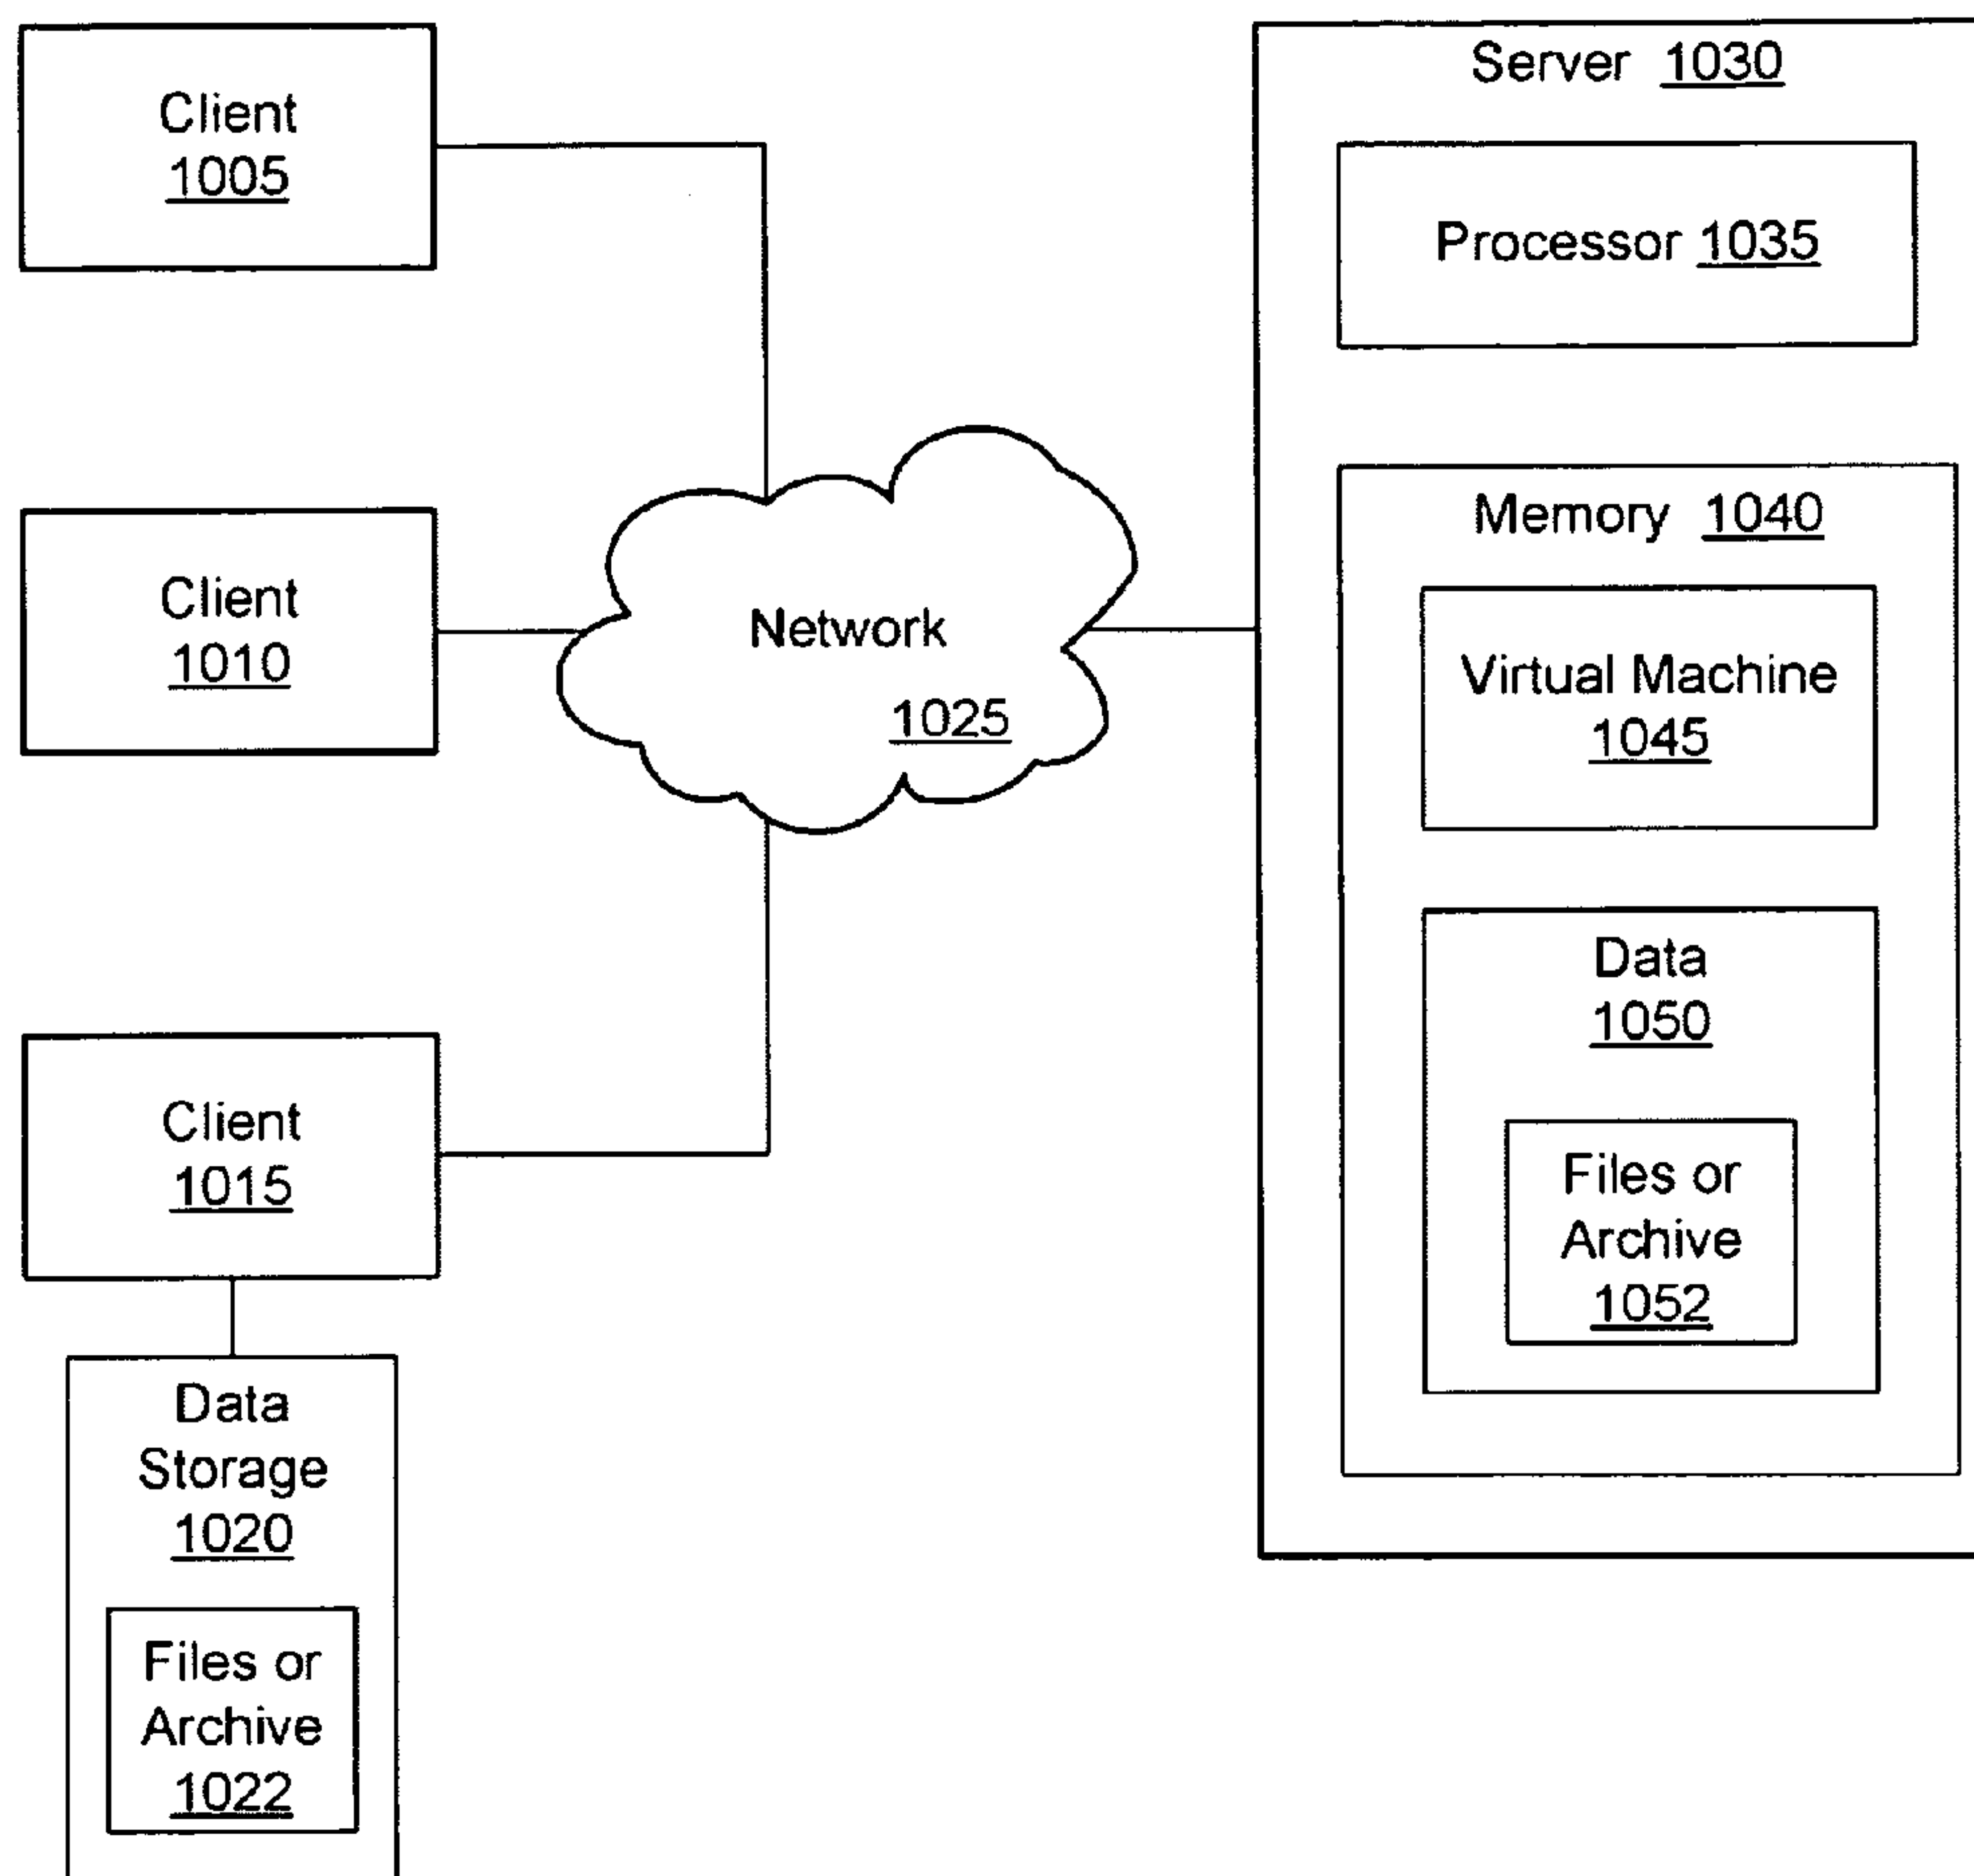 Client
1005
Client
1010
Client
1015
Data
Storage
1020
Files or
Archive
1022
Network
1025
Server 1030
Processor 1035
Memory 1040
Virtual Machine
1045
Data
1050
Files or
Archive
1052